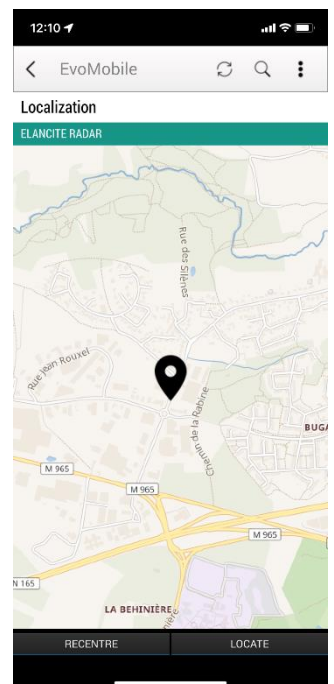 12:10
EvoMobile
Localization
ELANCITE RADAR
Rue des Silènes
Rue Jean Rouxel
Chemin de la Rabine
BUGA
M 965
M 965
M 965
N 165
LA BEHINIÈRE
RECENTRE
LOCATE